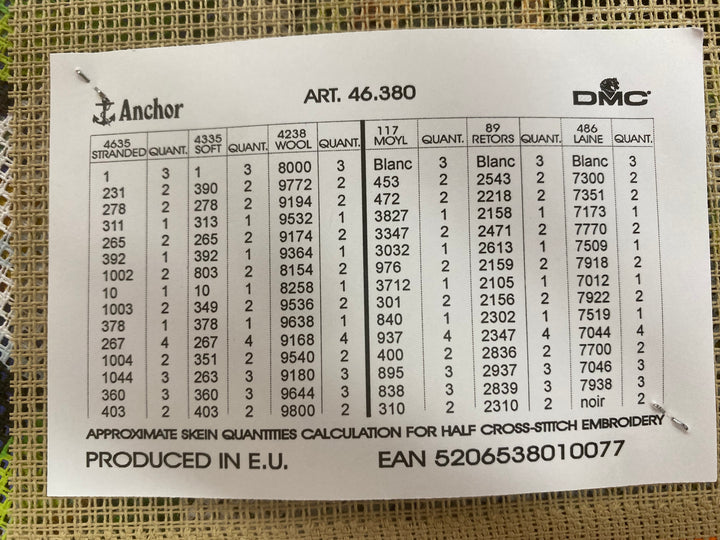 Anchor ART. 46.380 DMC
4635 STRANDED QUANT. 4335 SOFT QUANT. 4238 WOOL QUANT. 117 MOYL QUANT. 89 RETORS QUANT. 486 LAINE QUANT.
1 3 1 3 8000 3 Blanc 3 Blanc 3 Blanc 3
231 2 390 2 9772 2 453 2 2543 2 7300 2
278 2 278 2 9194 2 472 2 2218 2 7351 2
311 1 313 1 9532 1 3827 1 2158 1 7173 1
265 2 265 2 9174 2 3347 2 2471 2 7770 2
392 1 392 1 9364 1 3032 1 2613 1 7509 1
1002 2 803 2 8154 2 976 2 2159 2 7918 2
10 1 10 1 8258 1 3712 1 2105 1 7012 1
1003 2 349 2 9536 2 301 2 2156 2 7922 2
378 1 378 1 9638 1 840 1 2302 1 7519 1
267 4 267 4 9168 4 937 4 2347 4 7044 4
1004 2 351 2 9540 2 400 2 2836 2 7700 2
1044 3 263 3 9180 3 895 3 2937 3 7046 3
360 3 360 3 9644 3 838 3 2839 3 7938 3
403 2 403 2 9800 2 310 2 2310 2 noir 2
APPROXIMATE SKEIN QUANTITIES CALCULATION FOR HALF CROSS-STITCH EMBROIDERY
PRODUCED IN E.U. EAN 5206538010077